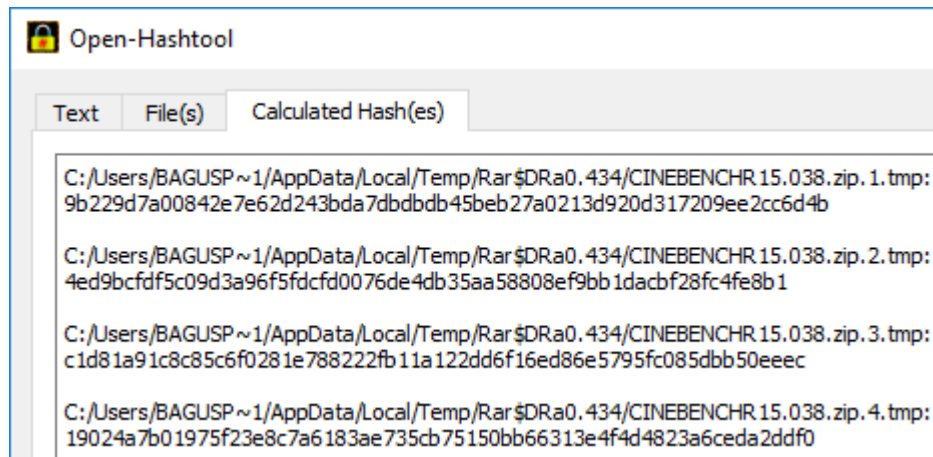 Open-Hashtool
Text File(s) Calculated Hash(es)
C:/Users/BAGUSP~1/AppData/Local/Temp/Rar$DRa0.434/CINEBENCHR15.038.zip.1.tmp:
9b229d7a00842e7e62d243bda7dbdbdb45beb27a0213d920d317209ee2cc6d4b
C:/Users/BAGUSP~1/AppData/Local/Temp/Rar$DRa0.434/CINEBENCHR15.038.zip.2.tmp:
4ed9bcfdf5c09d3a96f5fdcfd0076de4db35aa58808ef9bb1dacbf28fc4fe8b1
C:/Users/BAGUSP~1/AppData/Local/Temp/Rar$DRa0.434/CINEBENCHR15.038.zip.3.tmp:
c1d81a91c8c85c6f0281e788222fb11a122dd6f16ed86e5795fc085dbb50eeec
C:/Users/BAGUSP~1/AppData/Local/Temp/Rar$DRa0.434/CINEBENCHR15.038.zip.4.tmp:
19024a7b01975f23e8c7a6183ae735cb75150bb66313e4f4d4823a6ceda2ddf0